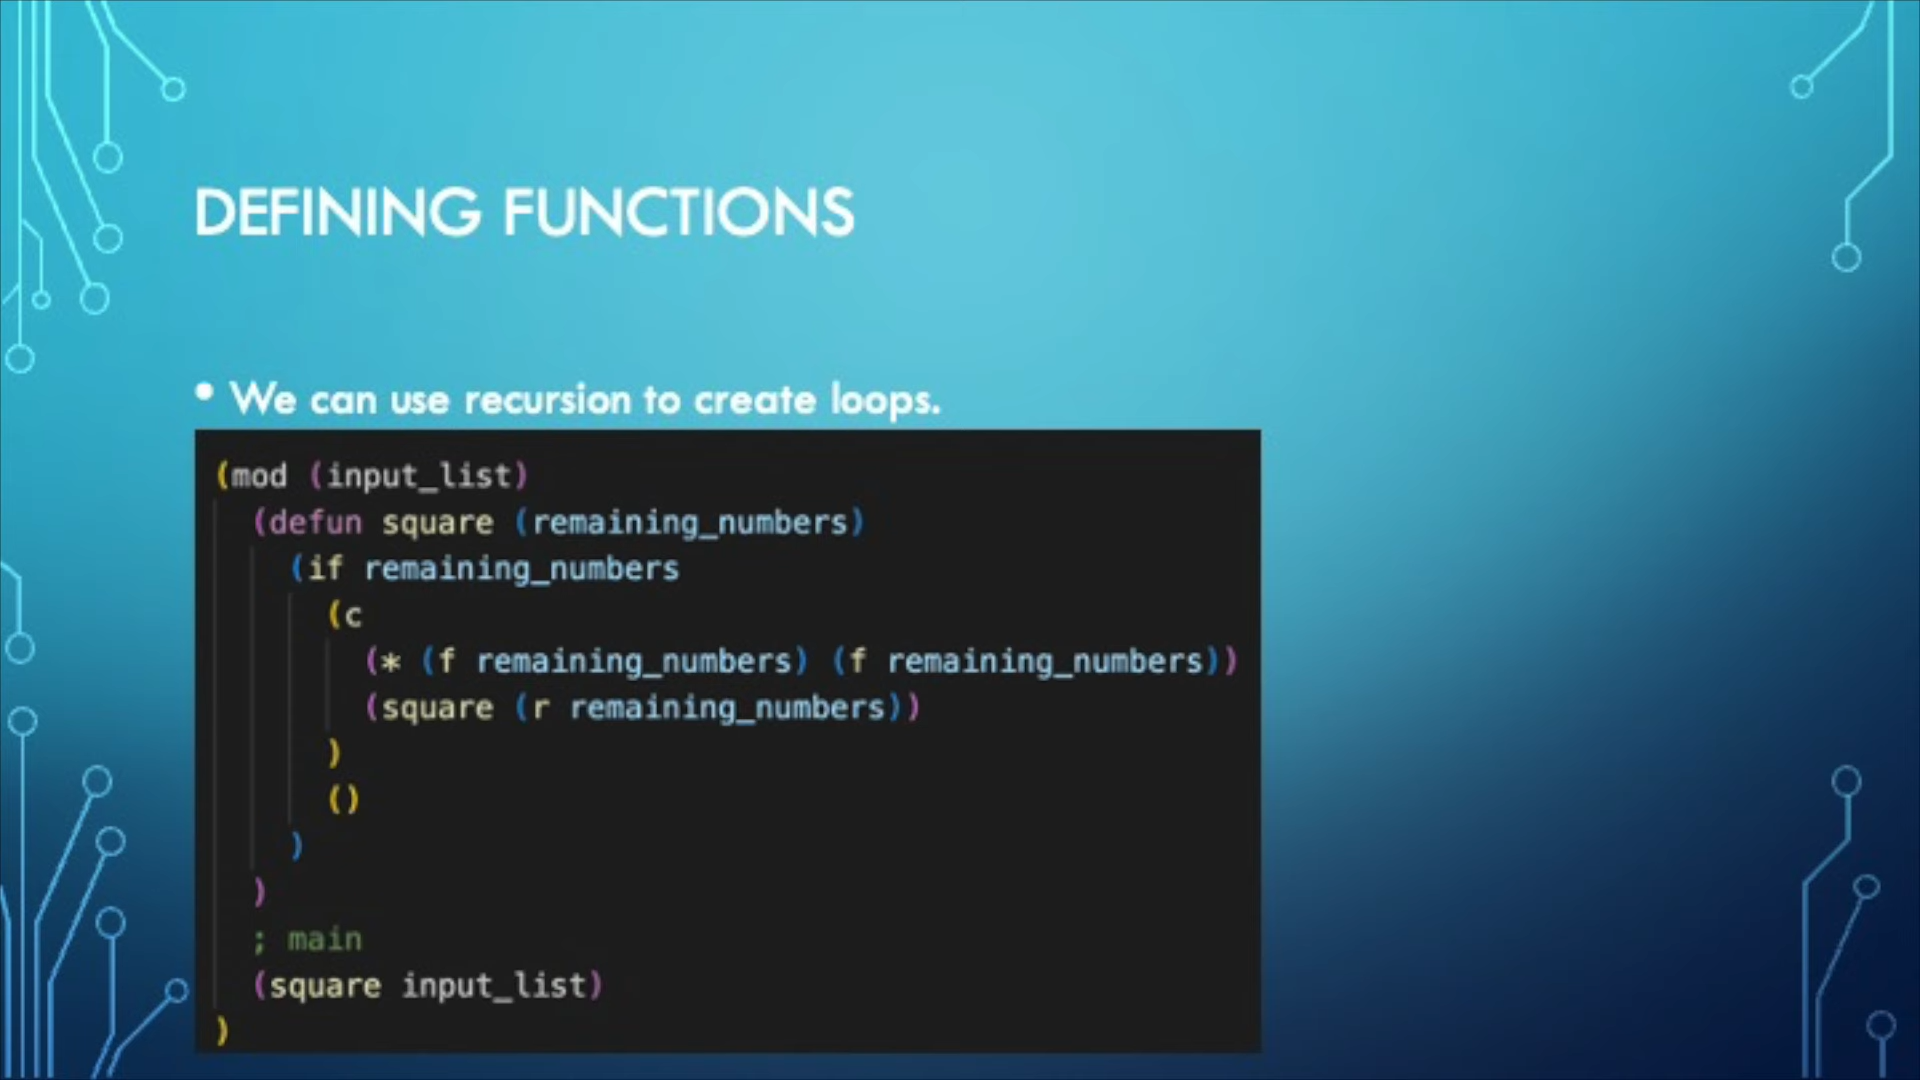 DEFINING FUNCTIONS
• We can use recursion to create loops.
(mod (input_list)
  (defun square (remaining_numbers)
    (if remaining_numbers
      (c
        (* (f remaining_numbers) (f remaining_numbers))
        (square (r remaining_numbers))
      )
      ()
    )
  )
  ; main
  (square input_list)
)